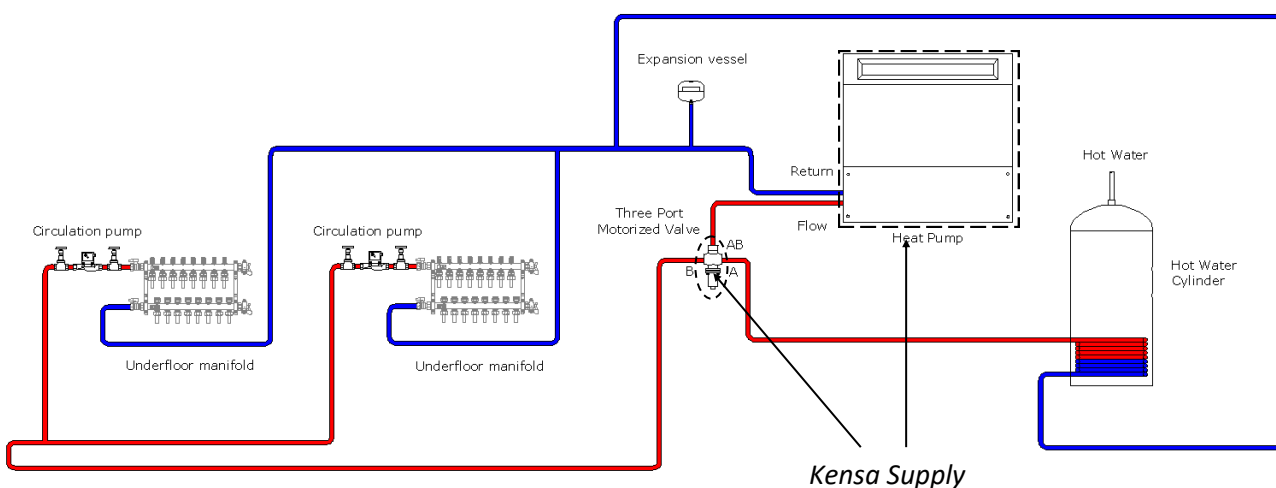 Expansion vessel
Hot Water
Return
Circulation pump
Circulation pump
Three Port
Motorized Valve
Flow
AB
Heat Pump
B
A
Hot Water
Cylinder
Underfloor manifold
Underfloor manifold
Kensa Supply